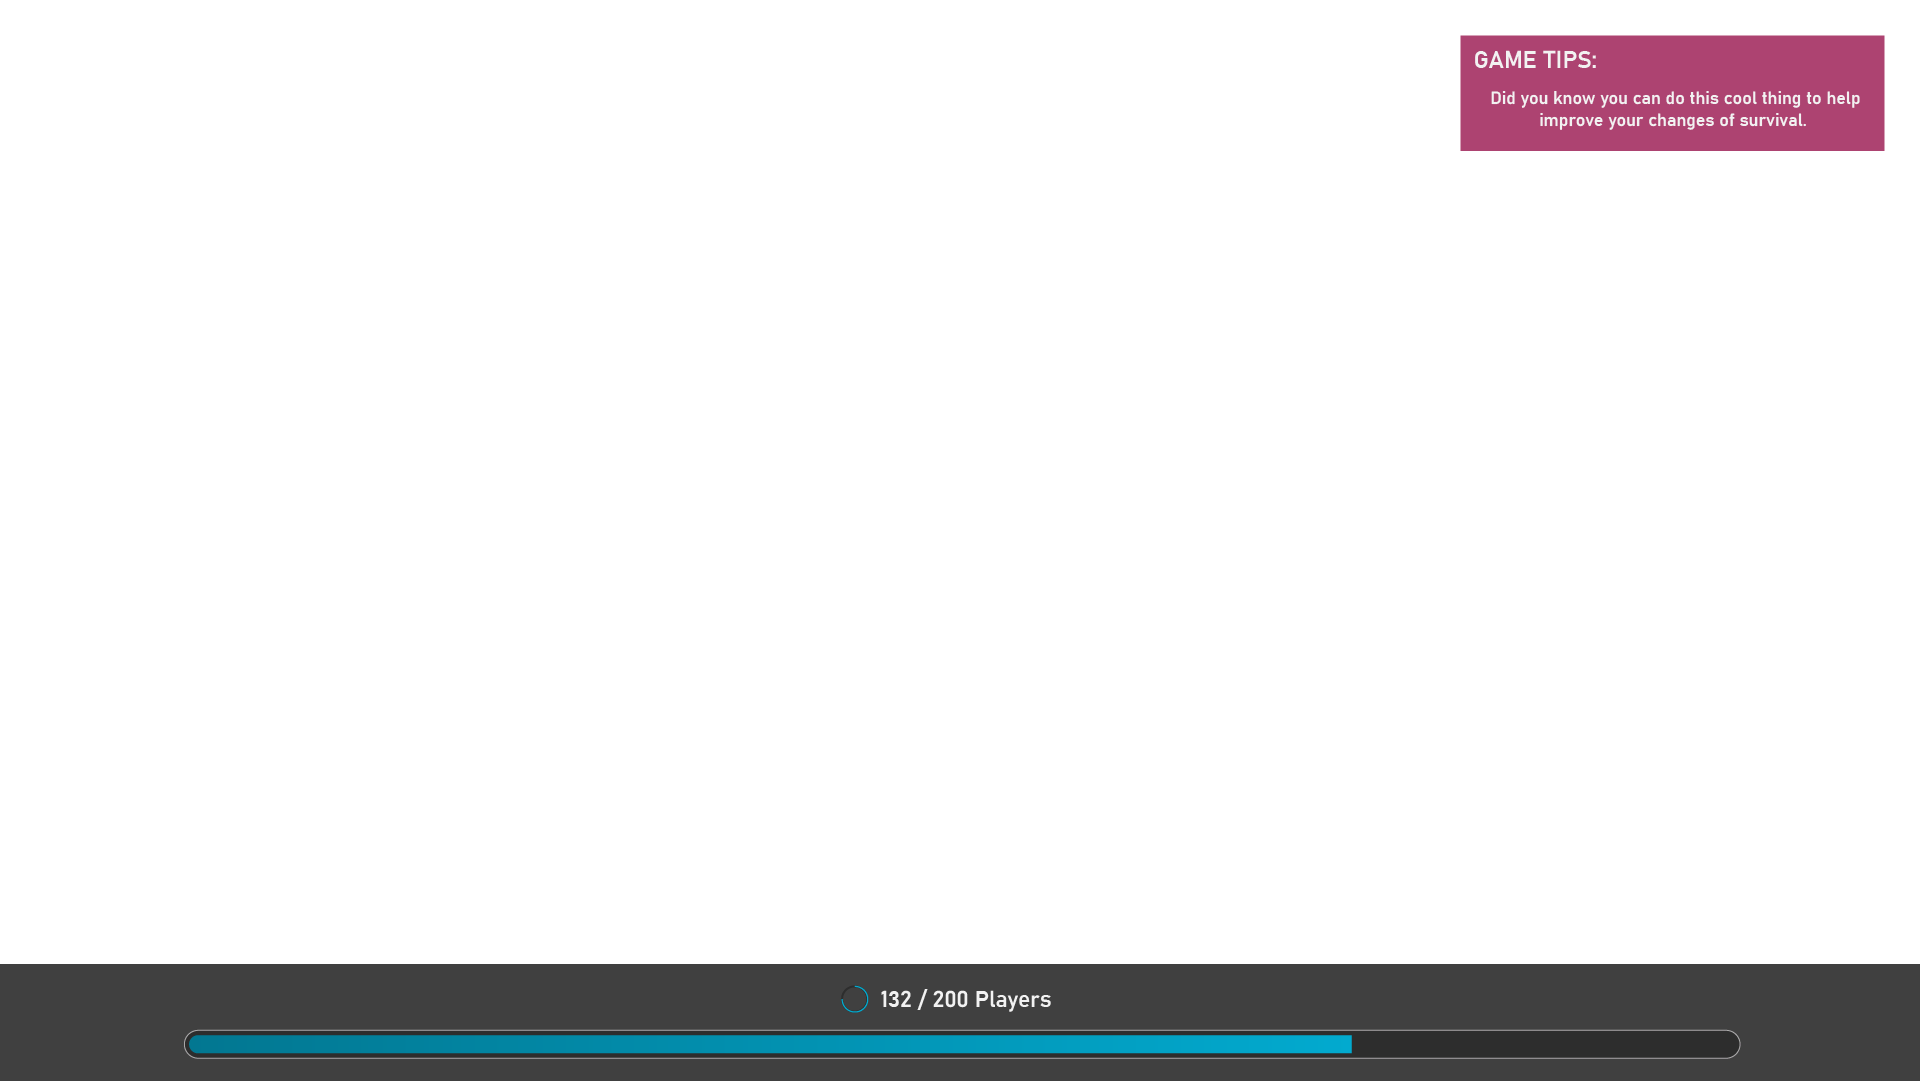 GAME TIPS:
Did you know you can do this cool thing to help
improve your changes of survival.
132 / 200 Players